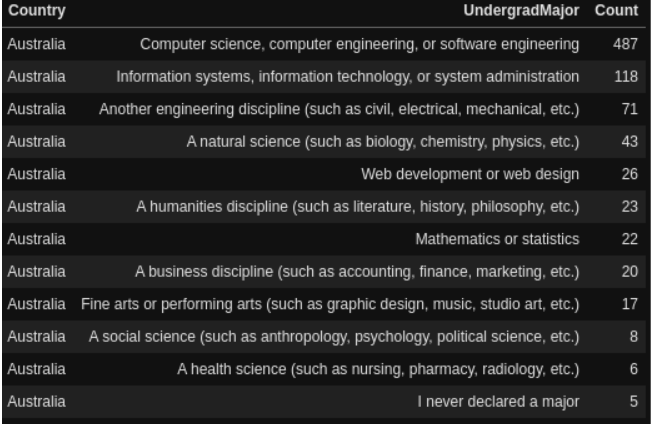 Country UndergradMajor Count
Australia Computer science, computer engineering, or software engineering 487
Australia Information systems, information technology, or system administration 118
Australia Another engineering discipline (such as civil, electrical, mechanical, etc.) 71
Australia A natural science (such as biology, chemistry, physics, etc.) 43
Australia Web development or web design 26
Australia A humanities discipline (such as literature, history, philosophy, etc.) 23
Australia Mathematics or statistics 22
Australia A business discipline (such as accounting, finance, marketing, etc.) 20
Australia Fine arts or performing arts (such as graphic design, music, studio art, etc.) 17
Australia A social science (such as anthropology, psychology, political science, etc.) 8
Australia A health science (such as nursing, pharmacy, radiology, etc.) 6
Australia I never declared a major 5